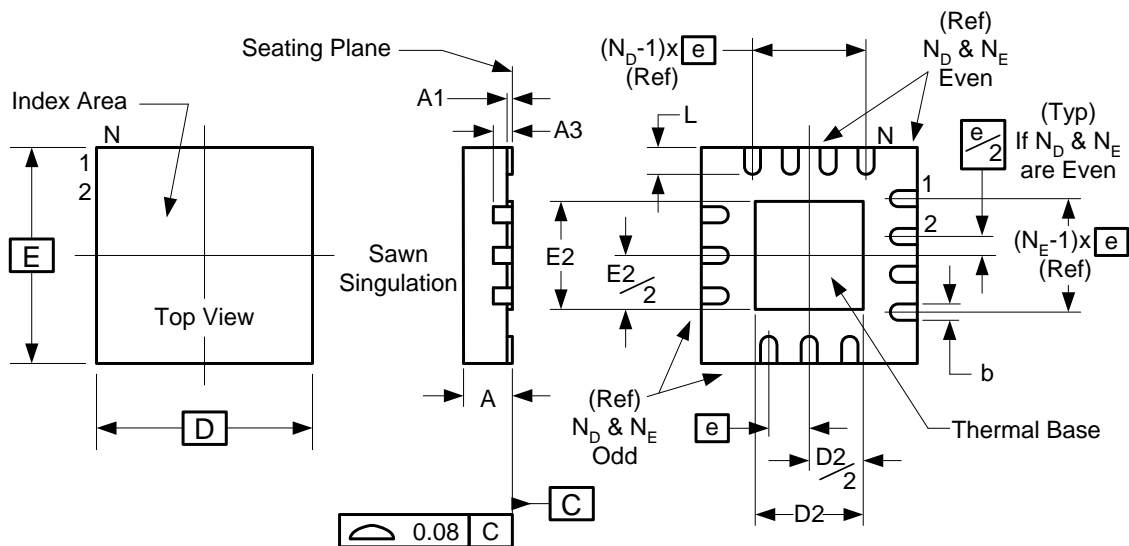 Seating Plane
Index Area
N
1
2
E
Top View
D
A1
A3
Sawn
Singulation
A
C
0.08 C
(N_D-1)x e
(Ref)
(Ref)
N_D & N_E
Even
L
N
e/2
(Typ)
If N_D & N_E
are Even
1
2
(N_E-1)x e
(Ref)
E2
E2/2
b
(Ref)
N_D & N_E
Odd
e
Thermal Base
D2/2
D2